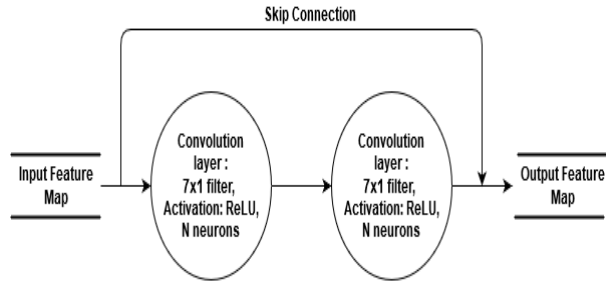 Skip Connection
Input Feature
Map
Convolution
layer :
7x1 filter,
Activation: ReLU,
N neurons
Convolution
layer :
7x1 filter,
Activation: ReLU,
N neurons
Output Feature
Map